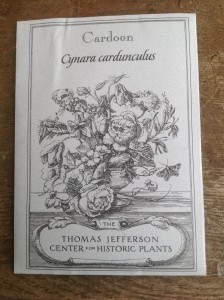 Cardoon
Cynara cardunculus
THE
THOMAS JEFFERSON
CENTER FOR HISTORIC PLANTS